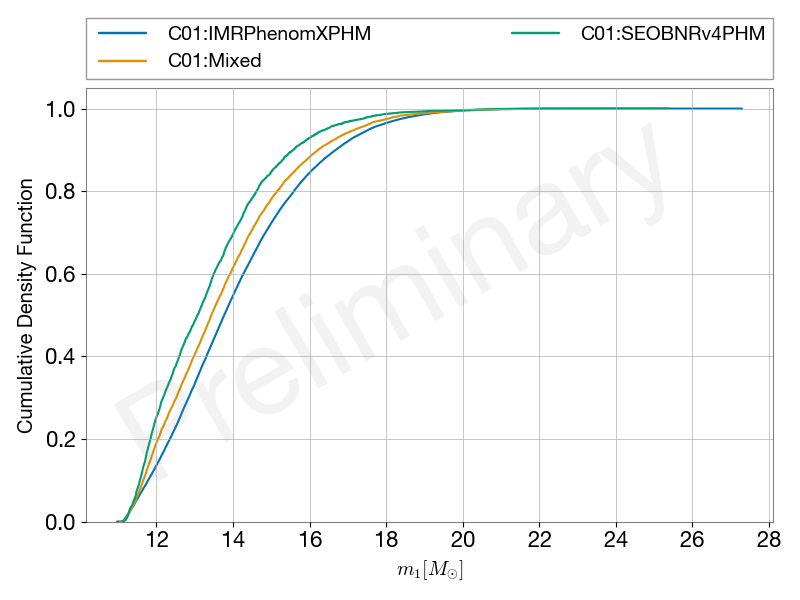 C01:IMRPhenomXPHM
C01:Mixed
C01:SEOBNRv4PHM
1.0
0.8
0.6
0.4
0.2
0.0
Cumulative Density Function
Preliminary
12 14 16 18 20 22 24 26 28
m₁[M☉]